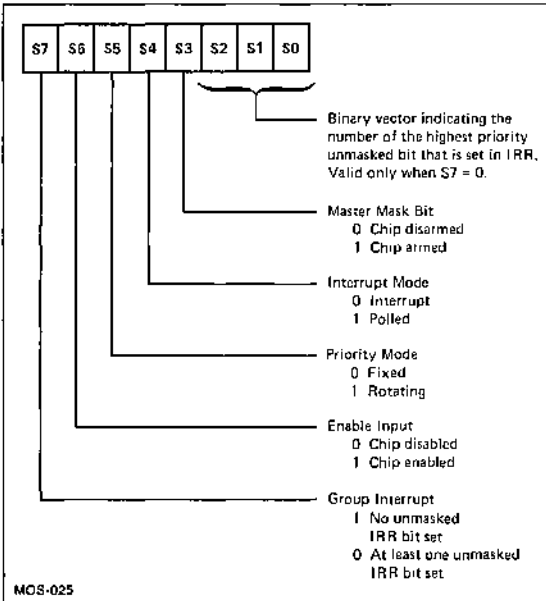 S7 S6 S5 S4 S3 S2 S1 S0
Binary vector indicating the
number of the highest priority
unmasked bit that is set in IRR.
Valid only when S7 = 0.
Master Mask Bit
0 Chip disarmed
1 Chip armed
Interrupt Mode
0 Interrupt
1 Polled
Priority Mode
0 Fixed
1 Rotating
Enable Input
0 Chip disabled
1 Chip enabled
Group Interrupt
1 No unmasked
IRR bit set
0 At least one unmasked
IRR bit set
MOS-025